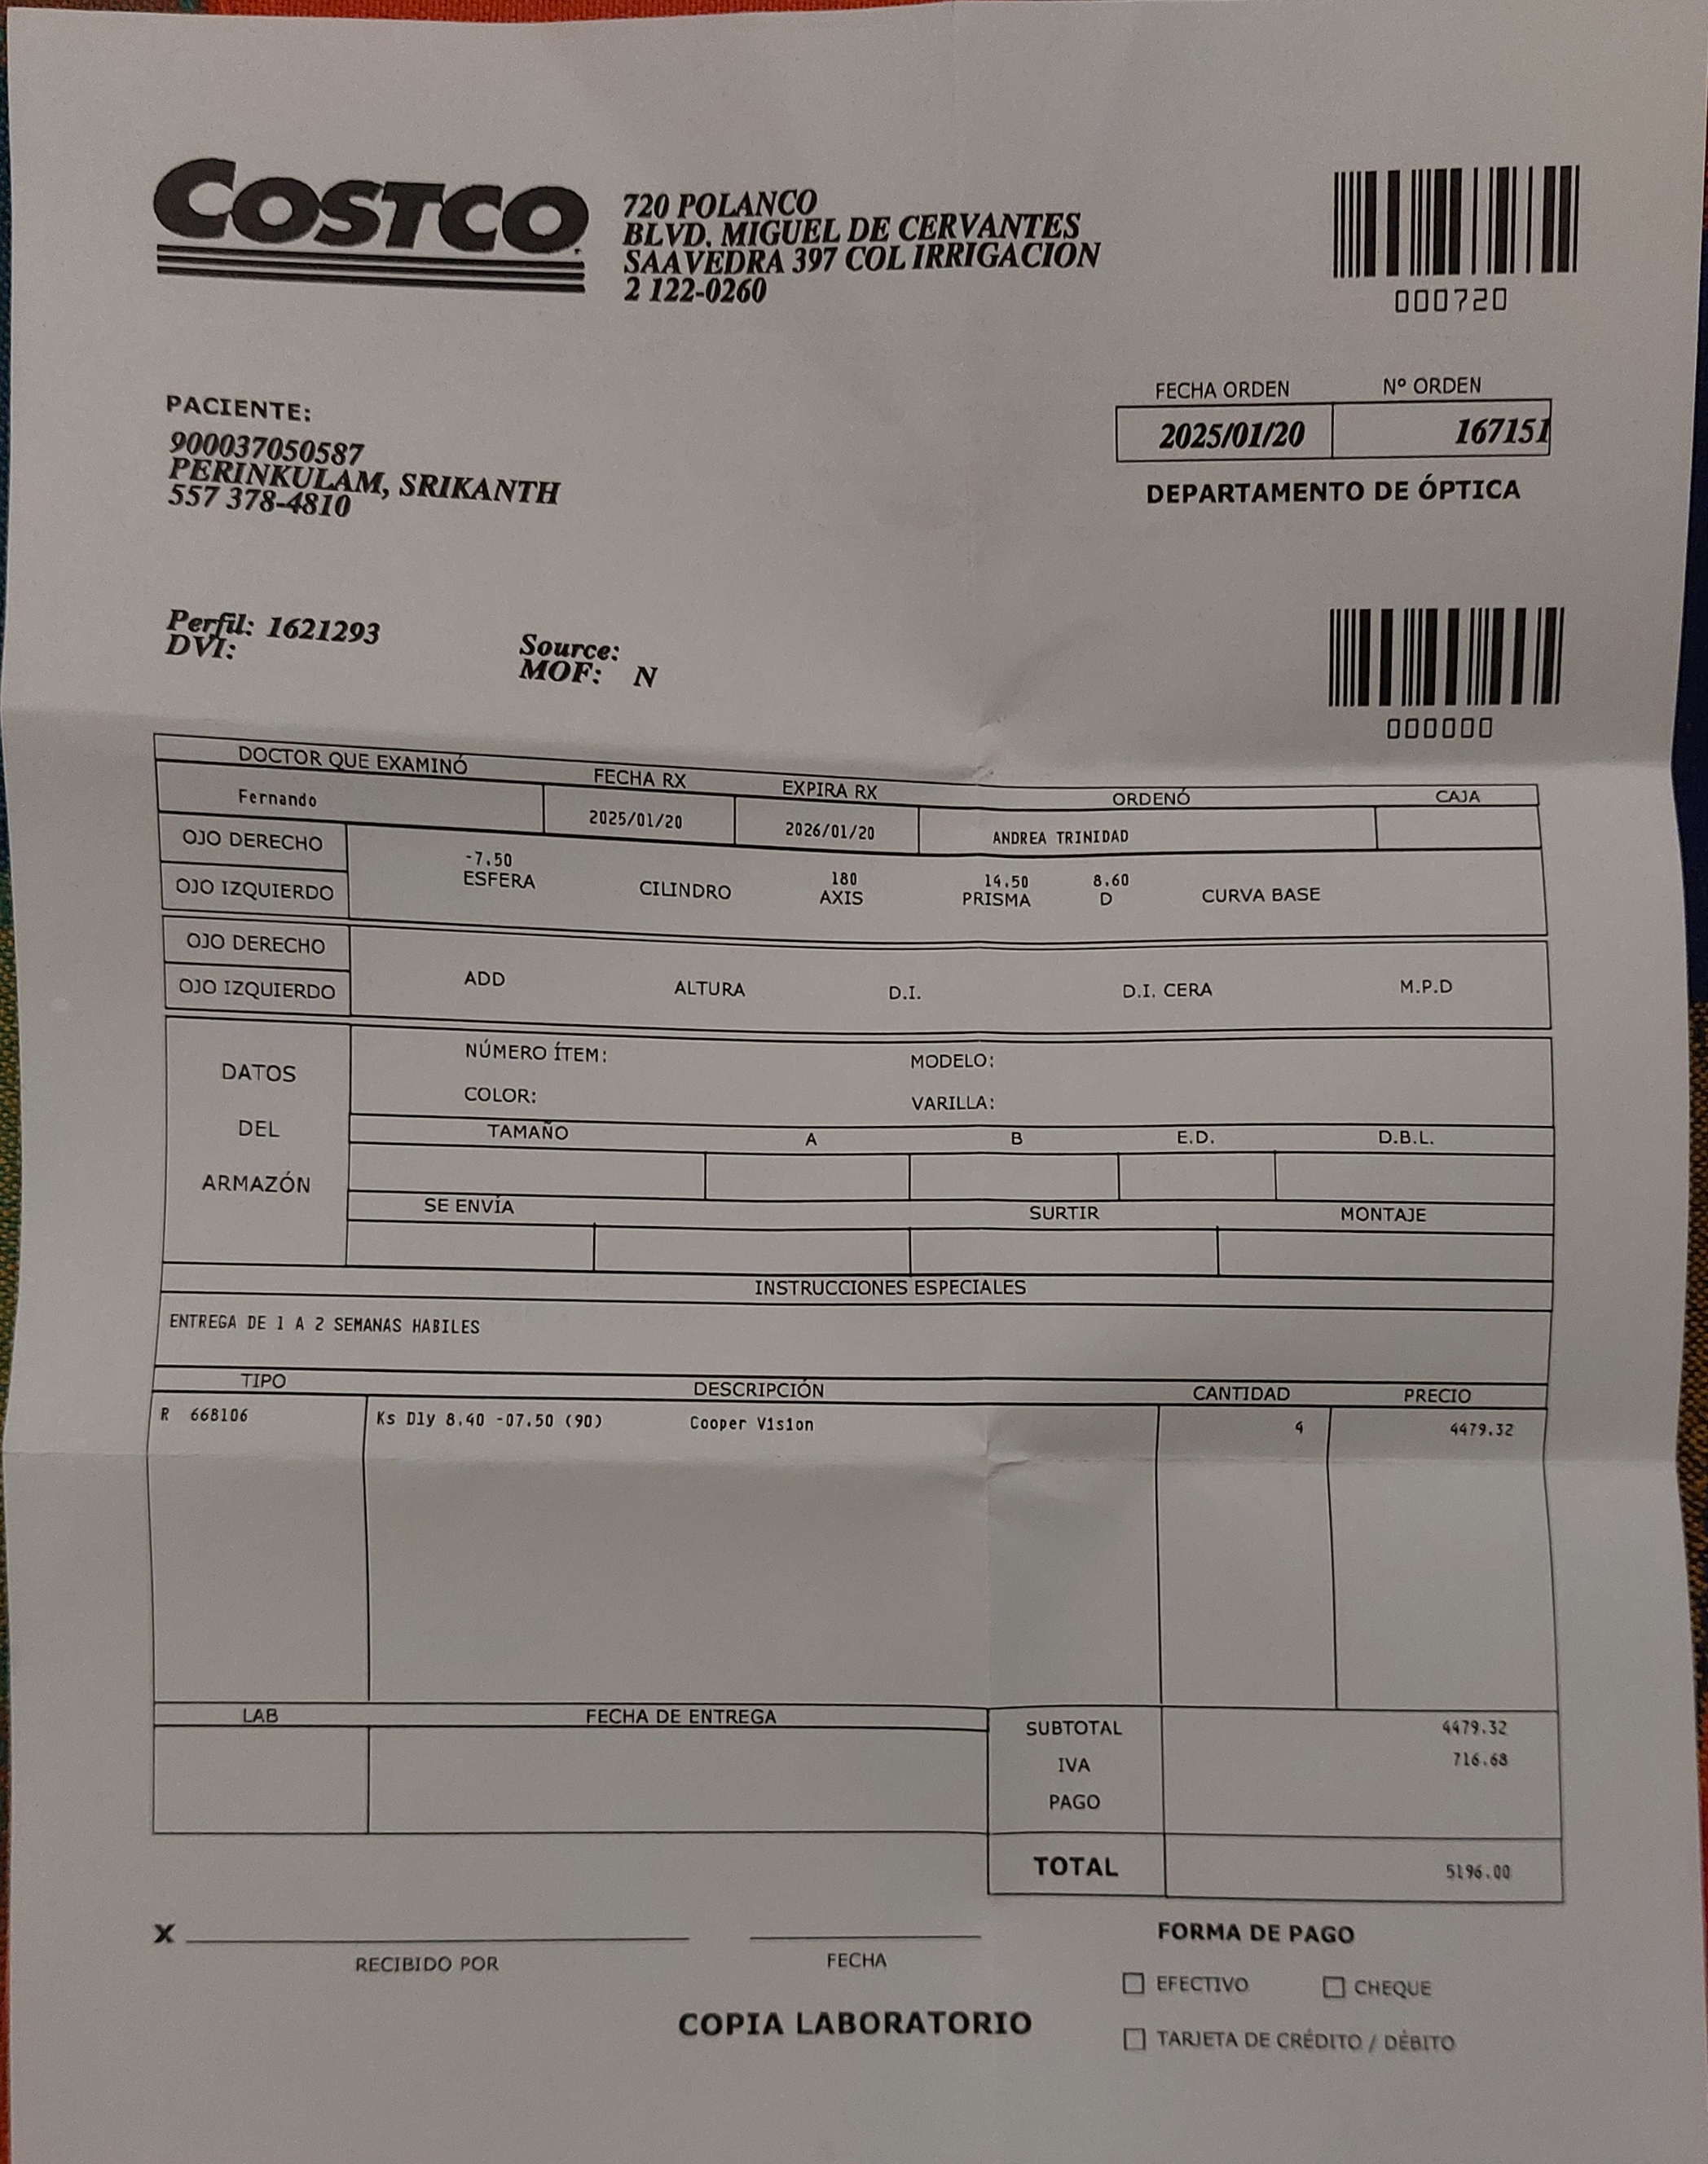 COSTCO
720 POLANCO
BLVD. MIGUEL DE CERVANTES
SAAVEDRA 397 COL IRRIGACION
2 122-0260
000720
PACIENTE:
900037050587
PERINKULAM, SRIKANTH
557 378-4810
FECHA ORDEN Nº ORDEN
2025/01/20 167151
DEPARTAMENTO DE ÓPTICA
Perfil: 1621293
DVI:
Source:
MOF: N
000000
DOCTOR QUE EXAMINÓ FECHA RX EXPIRA RX ORDENÓ CAJA
Fernando 2025/01/20 2026/01/20 ANDREA TRINIDAD
OJO DERECHO
-7.50 180 14.50 8.60
OJO IZQUIERDO ESFERA CILINDRO AXIS PRISMA D CURVA BASE
OJO DERECHO
OJO IZQUIERDO ADD ALTURA D.I. D.I. CERA M.P.D
DATOS
DEL
ARMAZÓN
NÚMERO ÍTEM: MODELO:
COLOR: VARILLA:
TAMAÑO A B E.D. D.B.L.
SE ENVÍA SURTIR MONTAJE
INSTRUCCIONES ESPECIALES
ENTREGA DE 1 A 2 SEMANAS HABILES
TIPO DESCRIPCIÓN CANTIDAD PRECIO
R 668106 Ks Dly 8.40 -07.50 (90) Cooper Vision 4 4479.32
LAB FECHA DE ENTREGA
SUBTOTAL 4479.32
IVA 716.68
PAGO
TOTAL 5196.00
X
RECIBIDO POR FECHA
FORMA DE PAGO
EFECTIVO CHEQUE
TARJETA DE CRÉDITO / DÈBITO
COPIA LABORATORIO